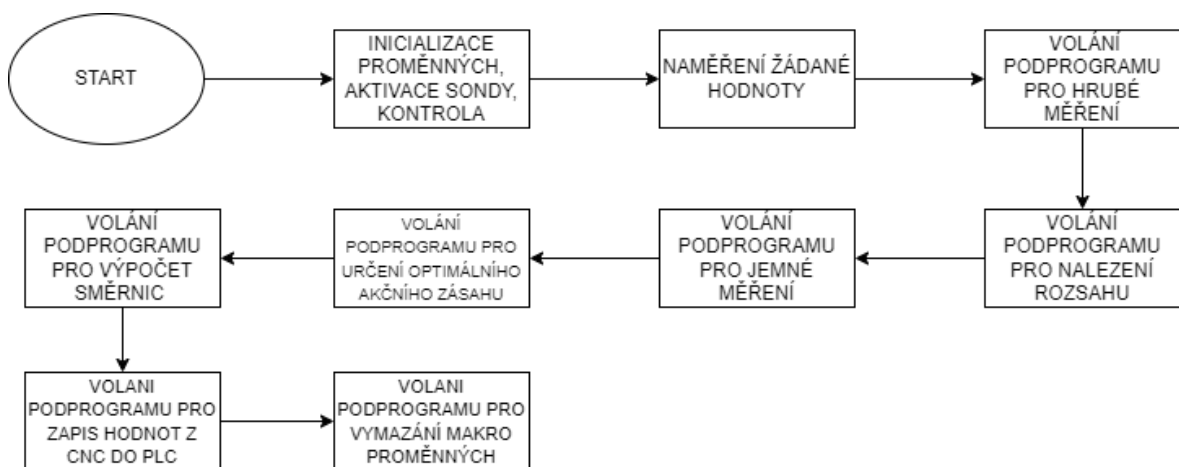 START
INICIALIZACE
PROMĚNNÝCH,
AKTIVACE SONDY,
KONTROLA
NAMĚŘENÍ ŽÁDANÉ
HODNOTY
VOLÁNÍ
PODPROGRAMU
PRO HRUBÉ
MĚŘENÍ
VOLÁNÍ
PODPROGRAMU
PRO NALEZENÍ
ROZSAHU
VOLÁNÍ
PODPROGRAMU
PRO JEMNÉ
MĚŘENÍ
VOLÁNÍ
PODPROGRAMU PRO
URČENÍ OPTIMÁLNÍHO
AKČNÍHO ZÁSAHU
VOLÁNÍ
PODPROGRAMU
PRO VÝPOČET
SMĚRNIC
VOLANI
PODPROGRAMU PRO
ZAPIS HODNOT Z
CNC DO PLC
VOLANI
PODPROGRAMU PRO
VYMAZÁNÍ MAKRO
PROMĚNNÝCH